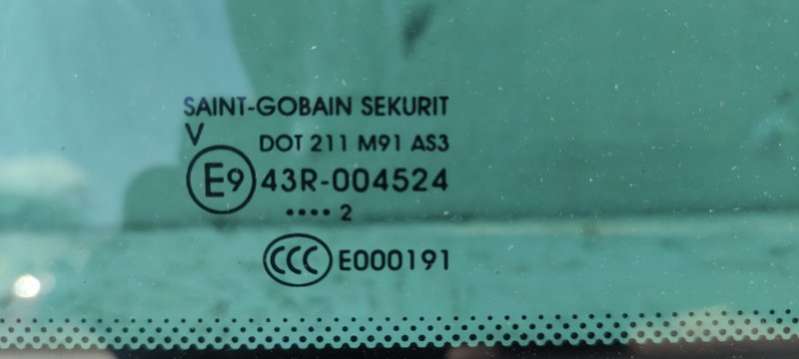 SAINT-GOBAIN SEKURIT
V
DOT 211 M91 AS3
E9 43R-004524
•••• 2
CCC E000191